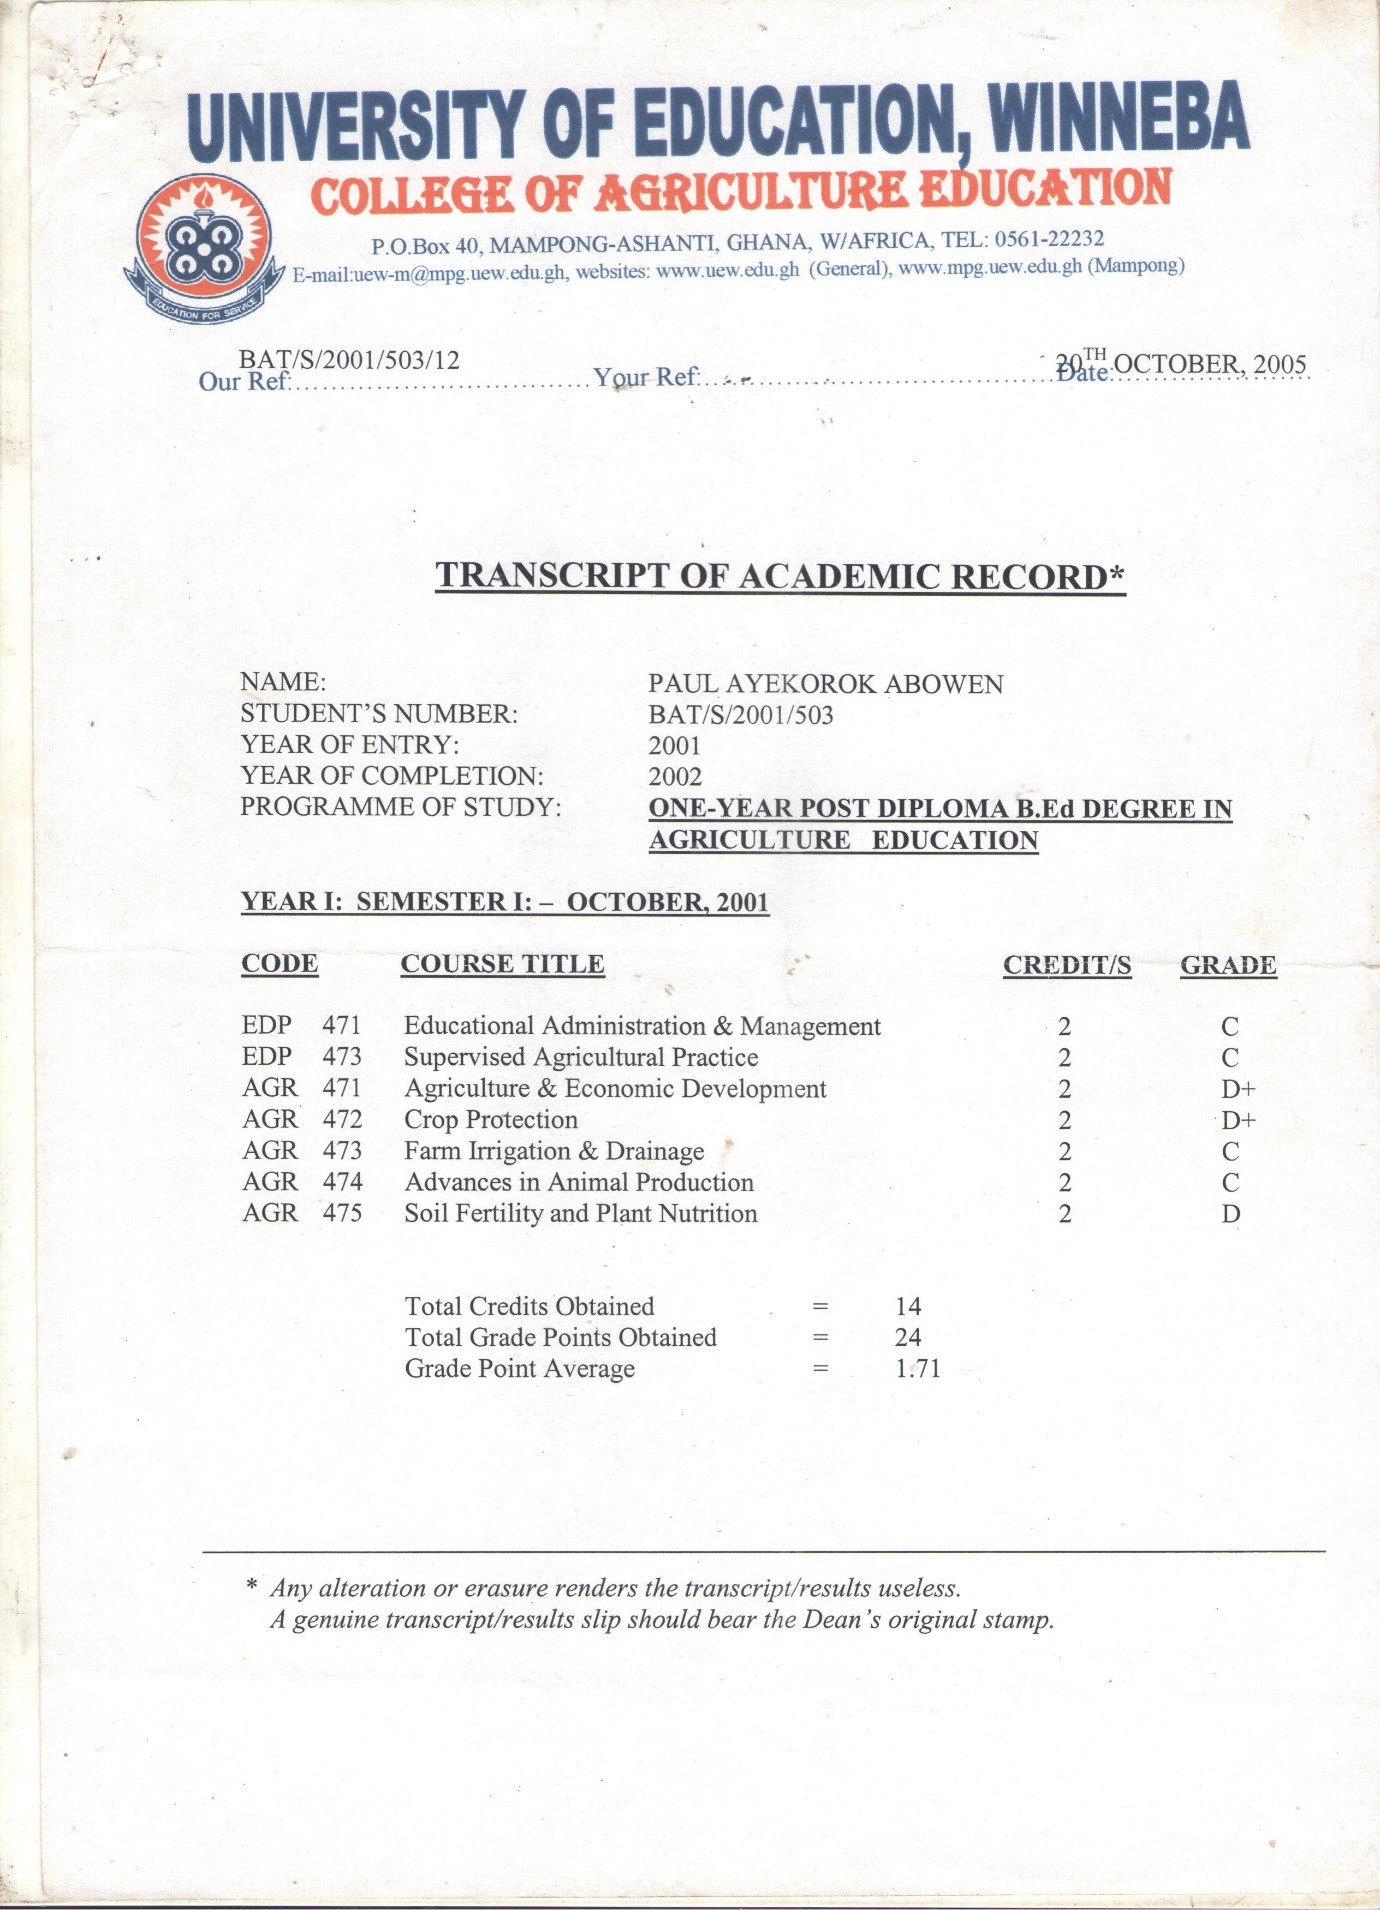 UNIVERSITY OF EDUCATION, WINNEBA
COLLEGE OF AGRICULTURE EDUCATION
P.O.Box 40, MAMPONG-ASHANTI, GHANA, W/AFRICA, TEL: 0561-22232
E-mail:uew-m@mpg.uew.edu.gh, websites: www.uew.edu.gh (General), www.mpg.uew.edu.gh (Mampong)
EDUCATION FOR SERVICE
Our Ref: BAT/S/2001/503/12 Your Ref: Date: 20TH OCTOBER, 2005
TRANSCRIPT OF ACADEMIC RECORD*
NAME: PAUL AYEKOROK ABOWEN
STUDENT'S NUMBER: BAT/S/2001/503
YEAR OF ENTRY: 2001
YEAR OF COMPLETION: 2002
PROGRAMME OF STUDY: ONE-YEAR POST DIPLOMA B.Ed DEGREE IN
AGRICULTURE EDUCATION
YEAR I: SEMESTER I: – OCTOBER, 2001
CODE COURSE TITLE CREDIT/S GRADE
EDP 471 Educational Administration & Management 2 C
EDP 473 Supervised Agricultural Practice 2 C
AGR 471 Agriculture & Economic Development 2 D+
AGR 472 Crop Protection 2 D+
AGR 473 Farm Irrigation & Drainage 2 C
AGR 474 Advances in Animal Production 2 C
AGR 475 Soil Fertility and Plant Nutrition 2 D
Total Credits Obtained = 14
Total Grade Points Obtained = 24
Grade Point Average = 1.71
* Any alteration or erasure renders the transcript/results useless.
A genuine transcript/results slip should bear the Dean's original stamp.